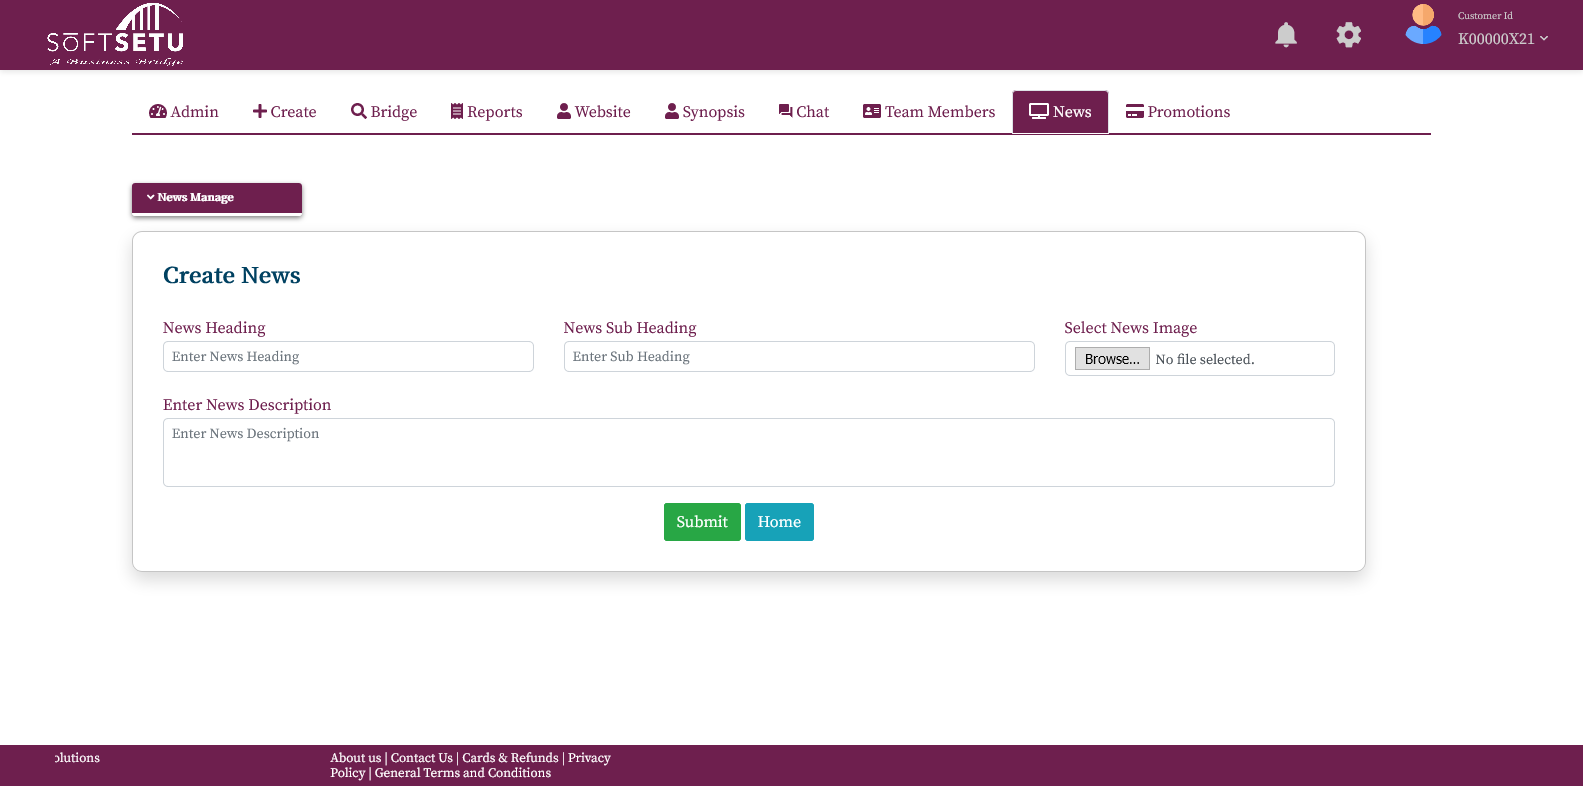 SOFTSETU
A Business Bridge
Customer Id
K00000X21
Admin Create Bridge Reports Website Synopsis Chat Team Members News Promotions
News Manage
Create News
News Heading News Sub Heading Select News Image
Enter News Heading Enter Sub Heading Browse... No file selected.
Enter News Description
Enter News Description
Submit Home
olutions About us | Contact Us | Cards & Refunds | Privacy
Policy | General Terms and Conditions